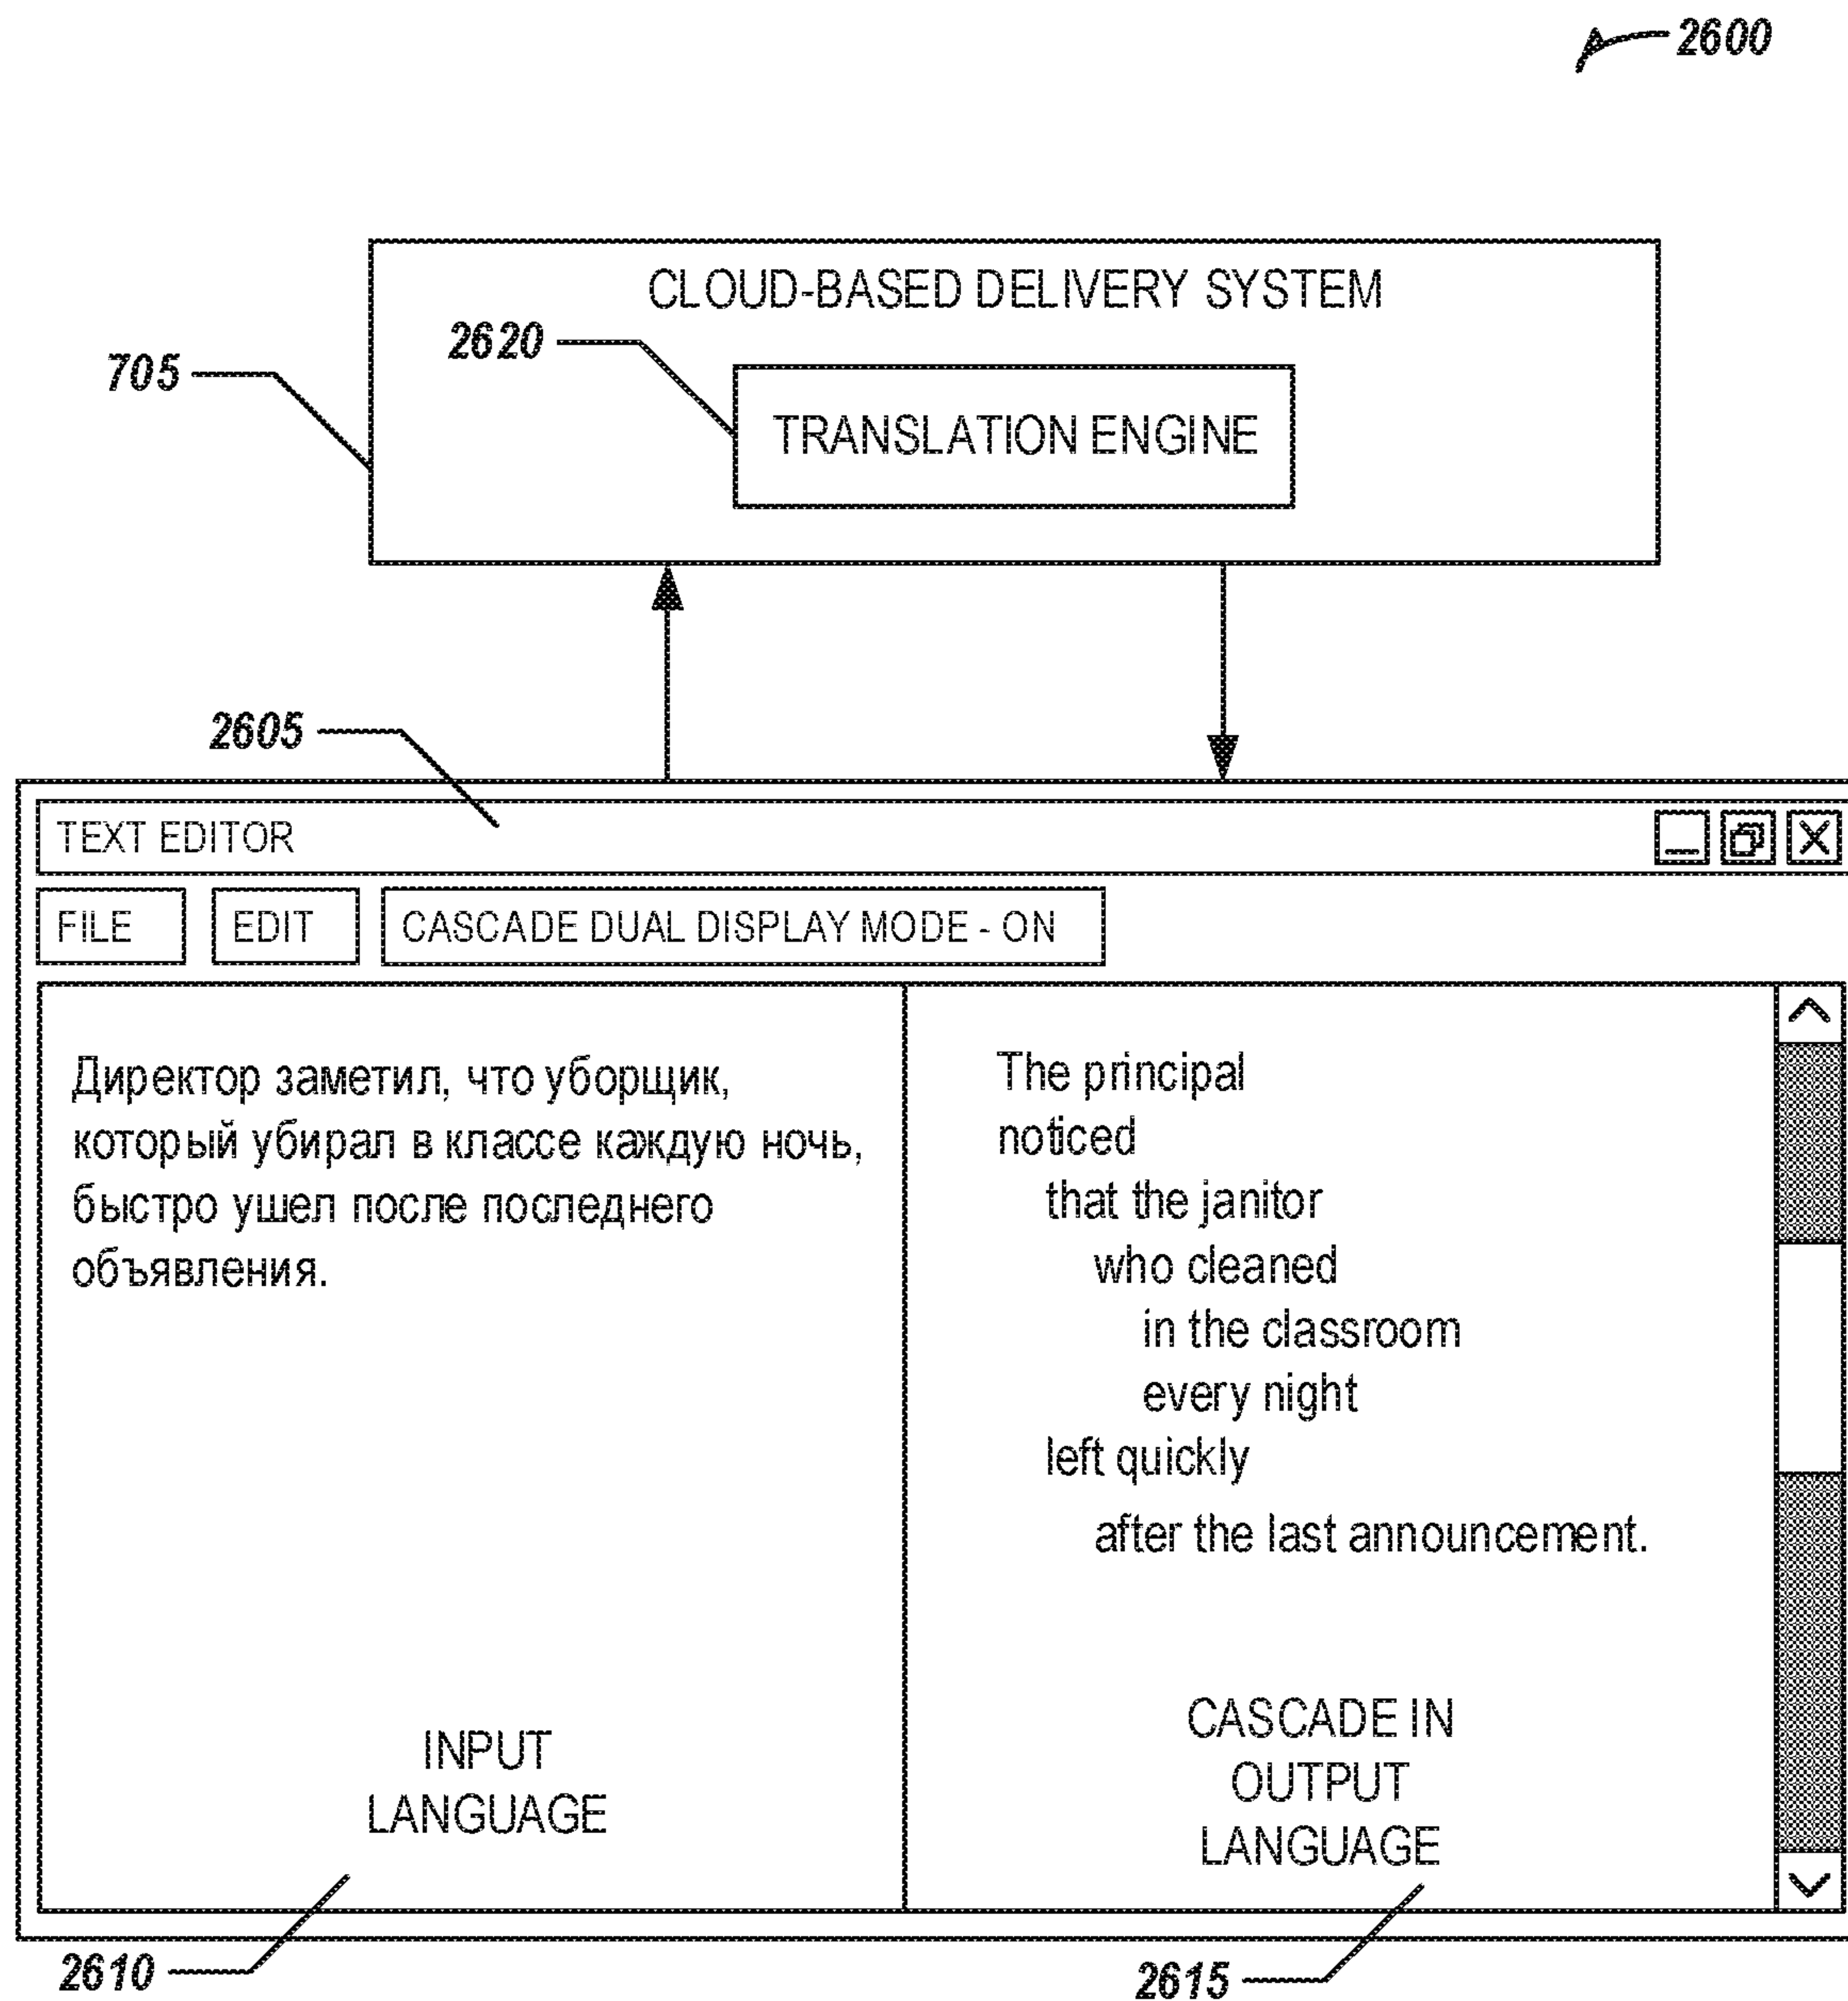 2600
CLOUD-BASED DELIVERY SYSTEM
2620
705
TRANSLATION ENGINE
2605
TEXT EDITOR
FILE
EDIT
CASCADE DUAL DISPLAY MODE - ON
Директор заметил, что уборщик,
который убирал в классе каждую ночь,
быстро ушел после последнего
объявления.
INPUT
LANGUAGE
The principal
noticed
that the janitor
who cleaned
in the classroom
every night
left quickly
after the last announcement.
CASCADE IN
OUTPUT
LANGUAGE
2610
2615